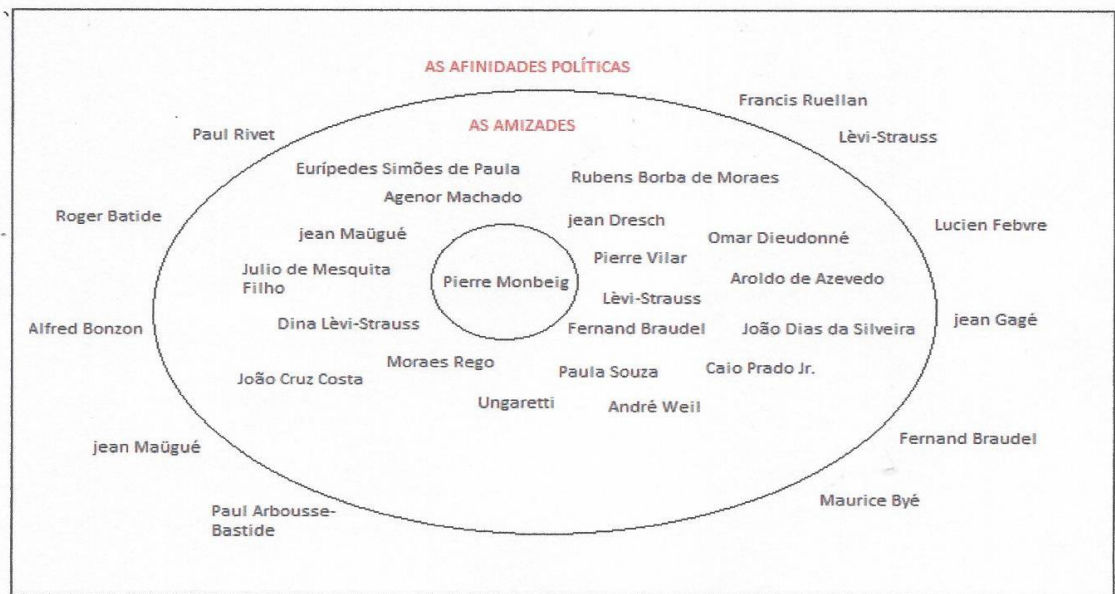 AS AFINIDADES POLÍTICAS
Francis Ruellan
AS AMIZADES
Paul Rivet
Lèvi-Strauss
Eurípedes Simões de Paula
Rubens Borba de Moraes
Agenor Machado
Roger Batide
jean Dresch
Lucien Febvre
jean Maügué
Omar Dieudonné
Pierre Vilar
Julio de Mesquita
Filho
Aroldo de Azevedo
Pierre Monbeig
Lèvi-Strauss
Alfred Bonzon
Dina Lèvi-Strauss
Fernand Braudel
João Dias da Silveira
jean Gagé
Moraes Rego
João Cruz Costa
Paula Souza
Caio Prado Jr.
Ungaretti
André Weil
jean Maügué
Fernand Braudel
Maurice Byé
Paul Arbousse-
Bastide